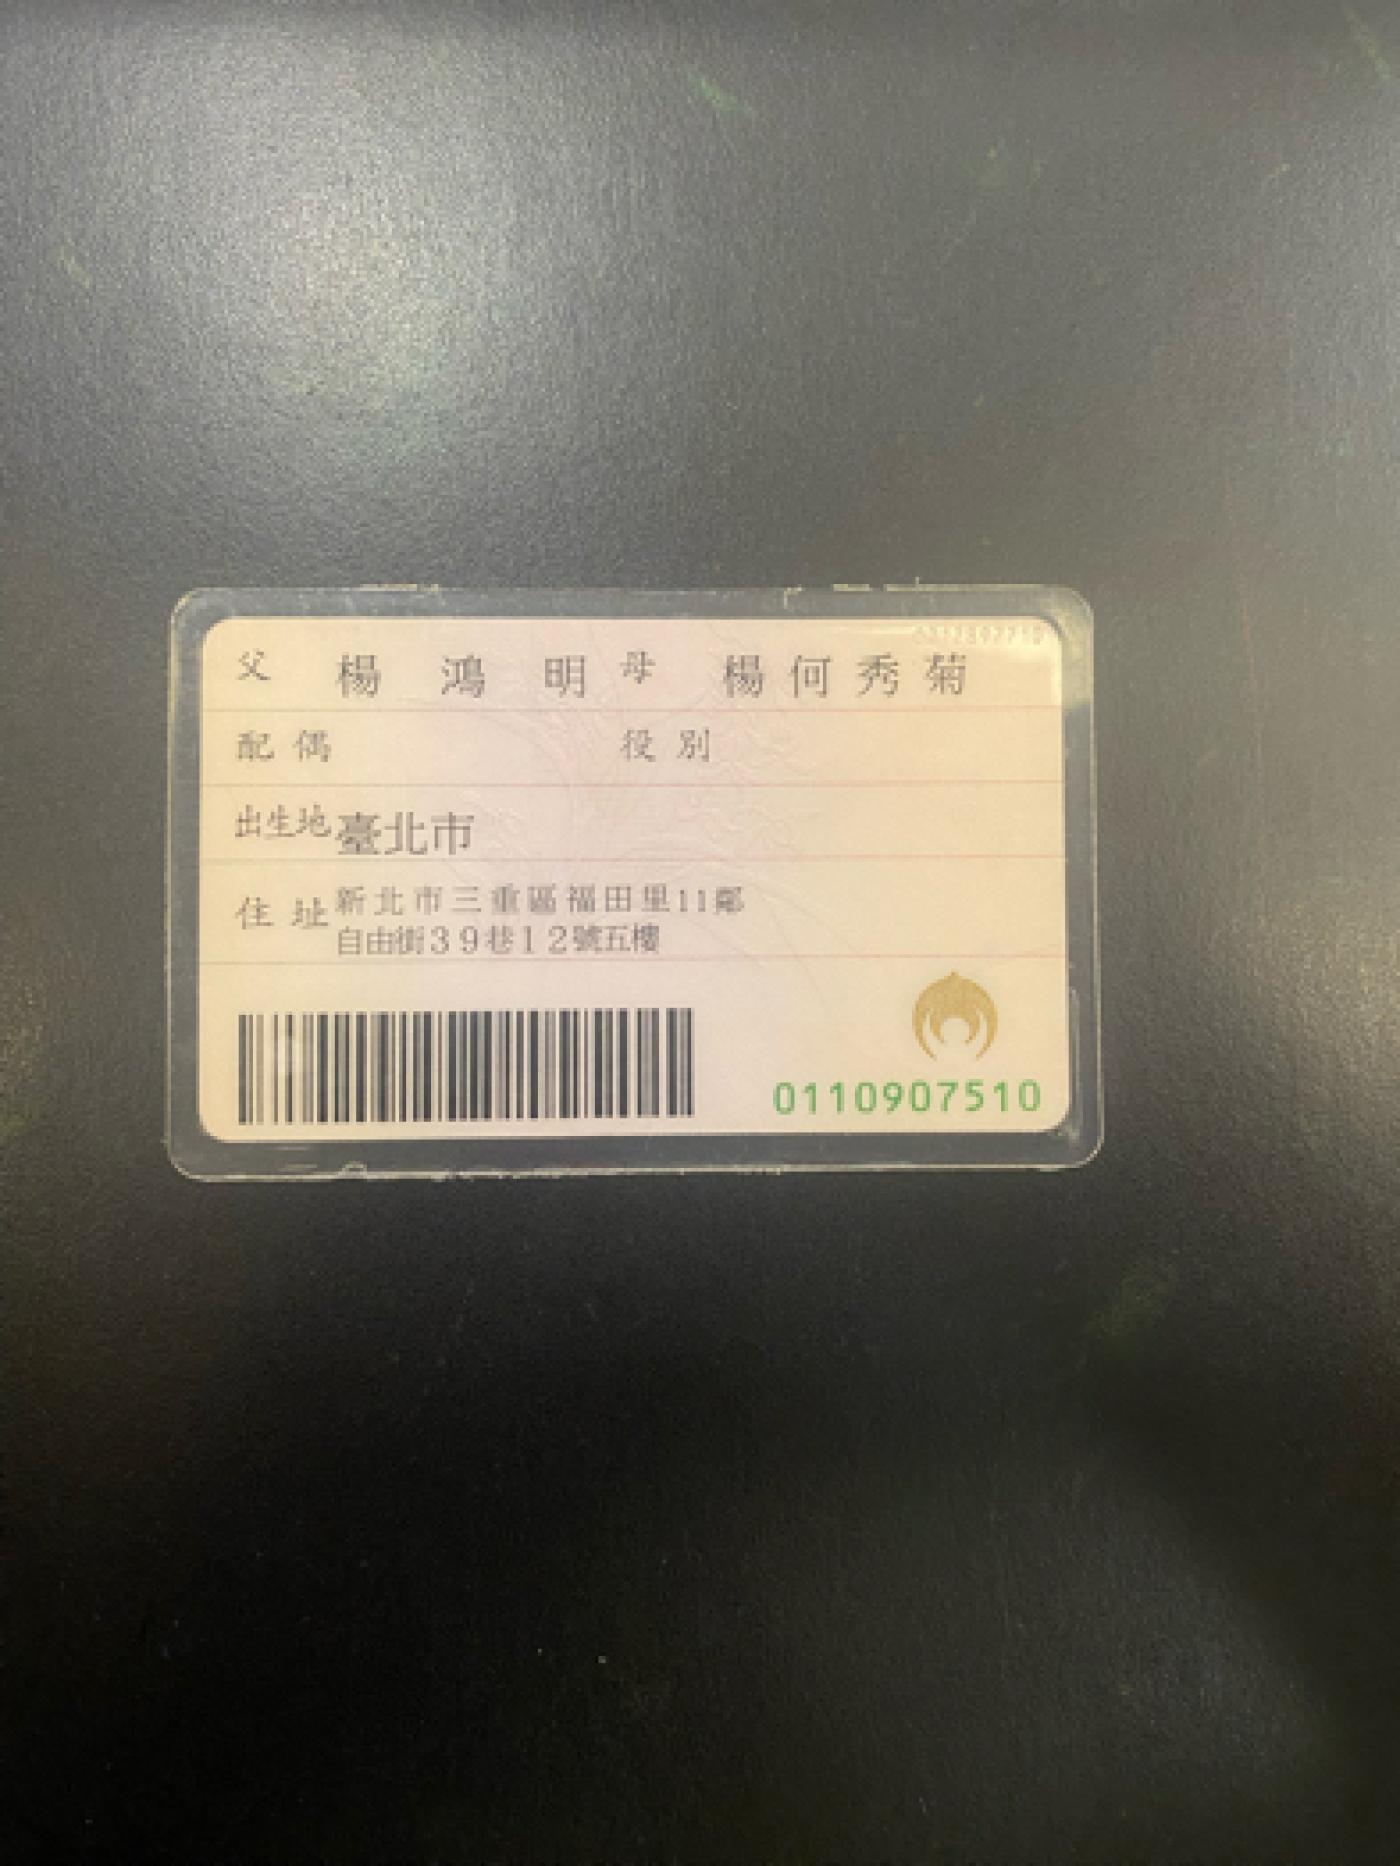 父 楊鴻明 母 楊何秀菊
配偶 役別
出生地 臺北市
住址 新北市三重區福田里11鄰
自由街39巷12號五樓
0110907510